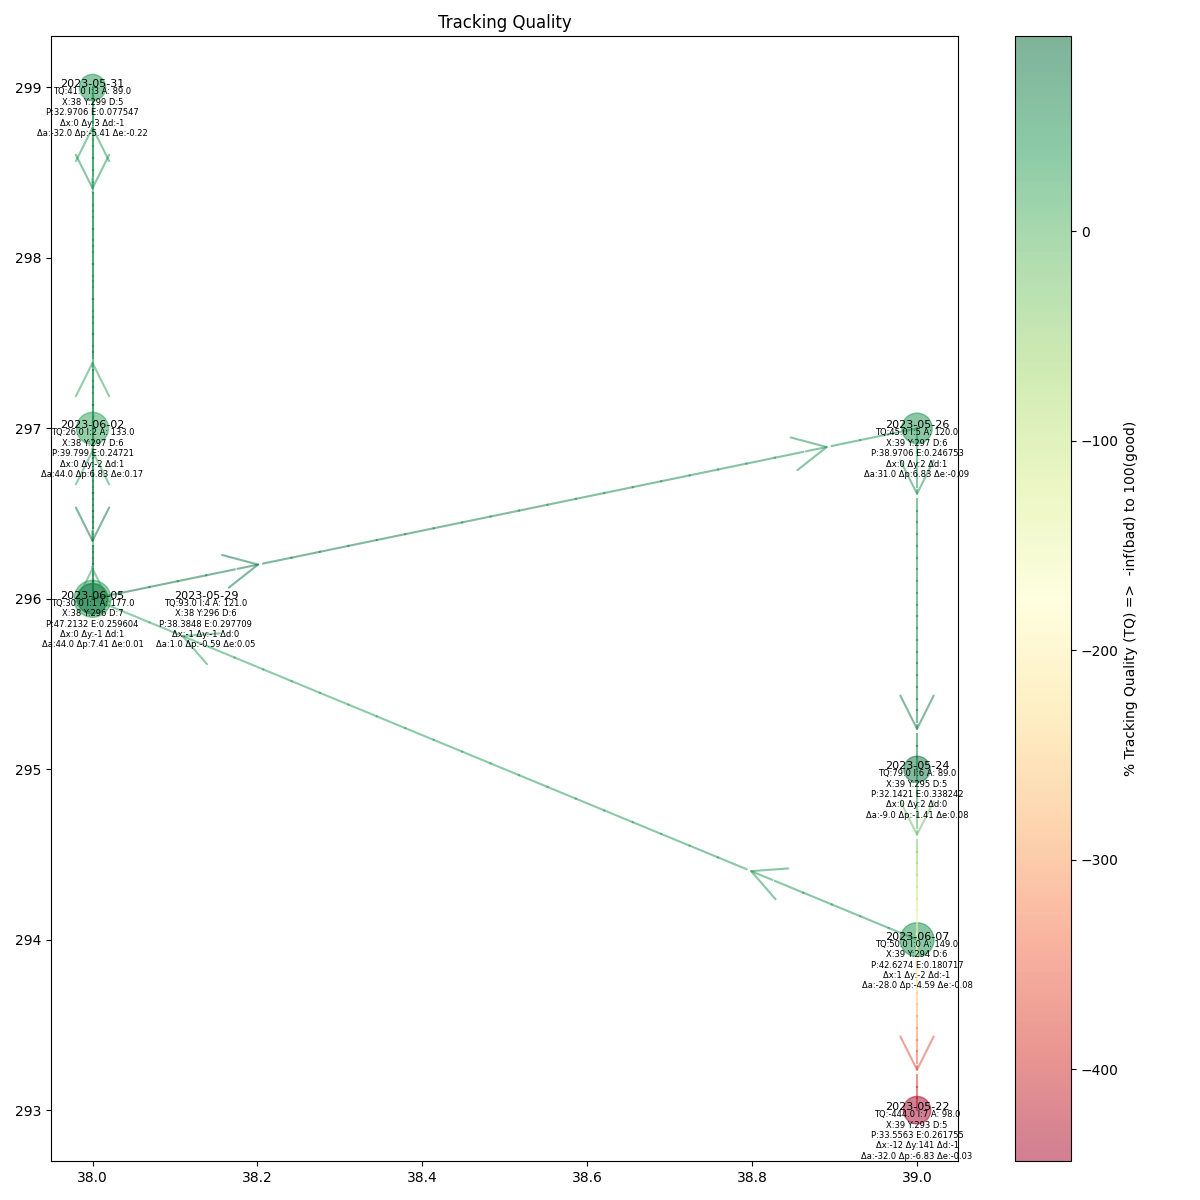 Tracking Quality
299
298
297
296
295
294
293
38.0
38.2
38.4
38.6
38.8
39.0
2023-05-31
TQ:41.0 I:3 A: 89.0
X:38 Y:299 D:5
P:32.9706 E:0.077547
Δx:0 Δy:3 Δd:-1
Δa:-32.0 Δp:-5.41 Δe:-0.22
2023-06-02
TQ:26.0 I:2 A: 133.0
X:38 Y:297 D:6
P:39.799 E:0.24721
Δx:0 Δy:-2 Δd:1
Δa:44.0 Δp:6.83 Δe:0.17
2023-05-26
TQ:45.0 I:5 A: 120.0
X:39 Y:297 D:6
P:38.9706 E:0.246753
Δx:0 Δy:2 Δd:1
Δa:31.0 Δp:6.83 Δe:-0.09
2023-06-05
TQ:30.0 I:1 A: 177.0
X:38 Y:296 D:7
P:47.2132 E:0.259604
Δx:0 Δy:-1 Δd:1
Δa:44.0 Δp:7.41 Δe:0.01
2023-05-29
TQ:93.0 I:4 A: 121.0
X:38 Y:296 D:6
P:38.3848 E:0.297709
Δx:-1 Δy:-1 Δd:0
Δa:1.0 Δp:-0.59 Δe:0.05
2023-05-24
TQ:79.0 I:6 A: 89.0
X:39 Y:295 D:5
P:32.1421 E:0.338242
Δx:0 Δy:2 Δd:0
Δa:-9.0 Δp:-1.41 Δe:0.08
2023-06-07
TQ:50.0 I:0 A: 149.0
X:39 Y:294 D:6
P:42.6274 E:0.180717
Δx:1 Δy:-2 Δd:-1
Δa:-28.0 Δp:-4.59 Δe:-0.08
2023-05-22
TQ:-444.0 I:7 A: 98.0
X:39 Y:293 D:5
P:33.5563 E:0.261755
Δx:-12 Δy:141 Δd:-1
Δa:-32.0 Δp:-6.83 Δe:-0.03
0
−100
−200
−300
−400
% Tracking Quality (TQ) => -inf(bad) to 100(good)